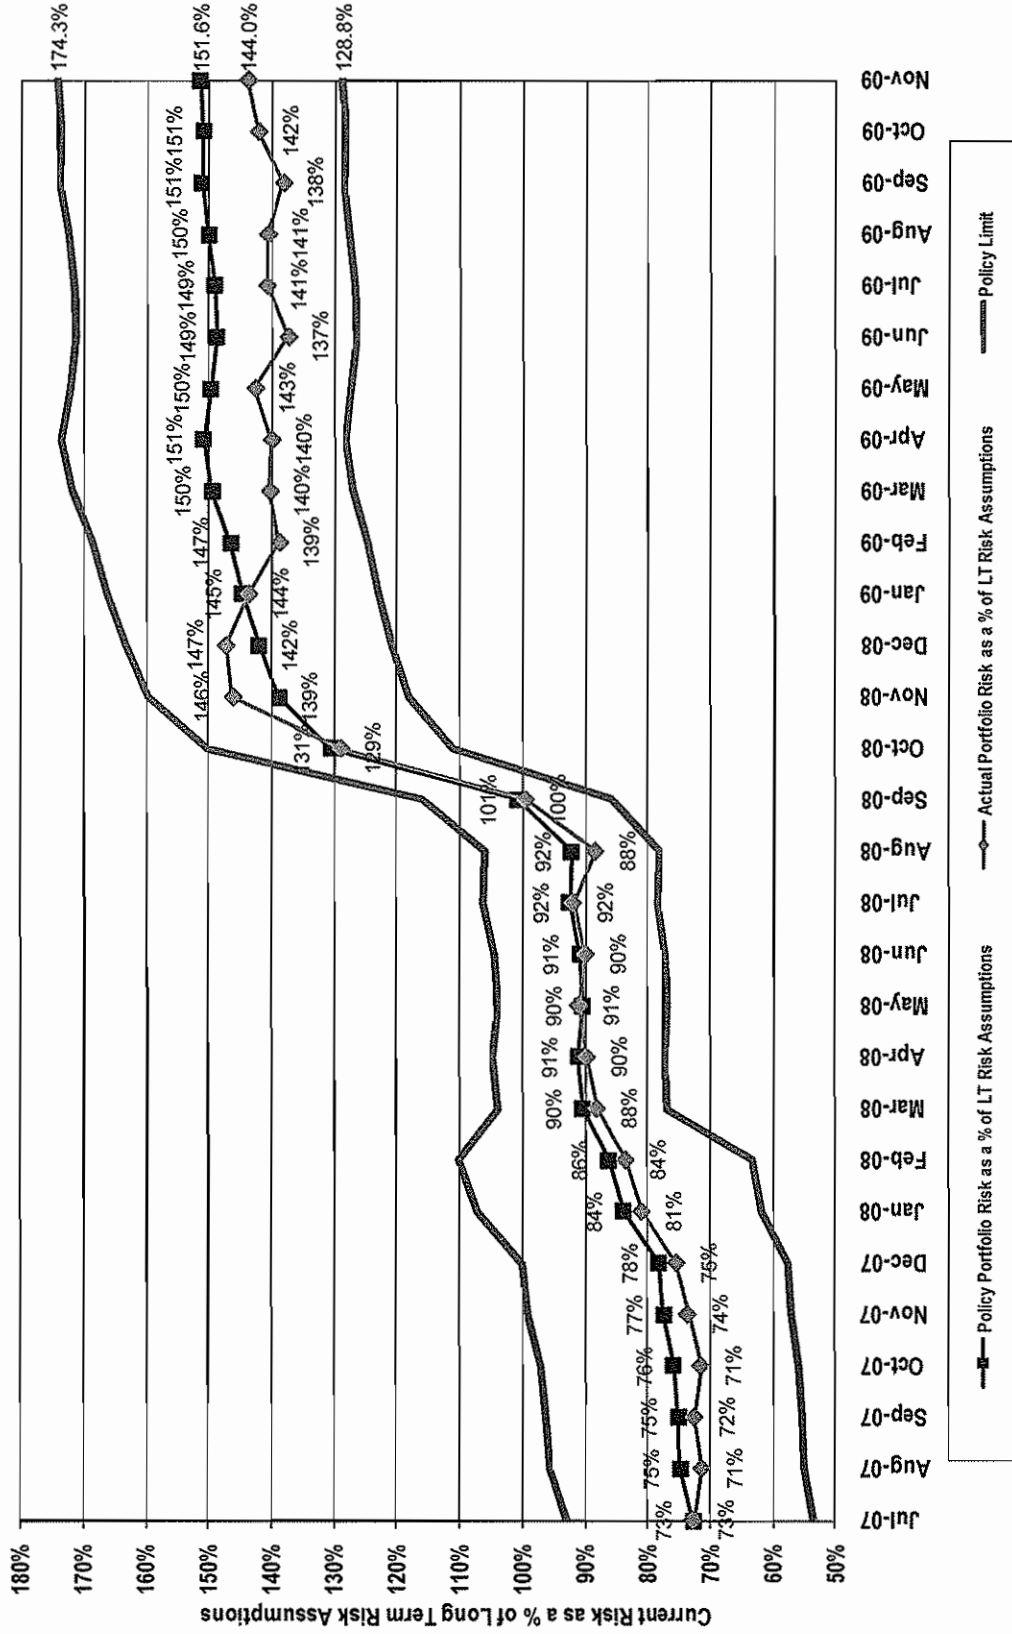 Current Risk as a % of Long Term Risk Assumptions
180%
170%
160%
150%
140%
130%
120%
110%
100%
90%
80%
70%
60%
50%
174.3%
151.6%
144.0%
128.8%
73%
75%
75%
76%
77%
78%
84%
86%
90%
91%
90%
91%
92%
92%
101%
131%
139%
142%
145%
147%
150%
151%
150%
149%
149%
150%
151%
151%
73%
71%
72%
71%
74%
75%
81%
84%
88%
90%
91%
90%
92%
88%
100%
129%
146%
147%
144%
139%
140%
140%
143%
137%
141%
141%
138%
142%
Jul-07
Aug-07
Sep-07
Oct-07
Nov-07
Dec-07
Jan-08
Feb-08
Mar-08
Apr-08
May-08
Jun-08
Jul-08
Aug-08
Sep-08
Oct-08
Nov-08
Dec-08
Jan-09
Feb-09
Mar-09
Apr-09
May-09
Jun-09
Jul-09
Aug-09
Sep-09
Oct-09
Nov-09
Policy Portfolio Risk as a % of LT Risk Assumptions
Actual Portfolio Risk as a % of LT Risk Assumptions
Policy Limit